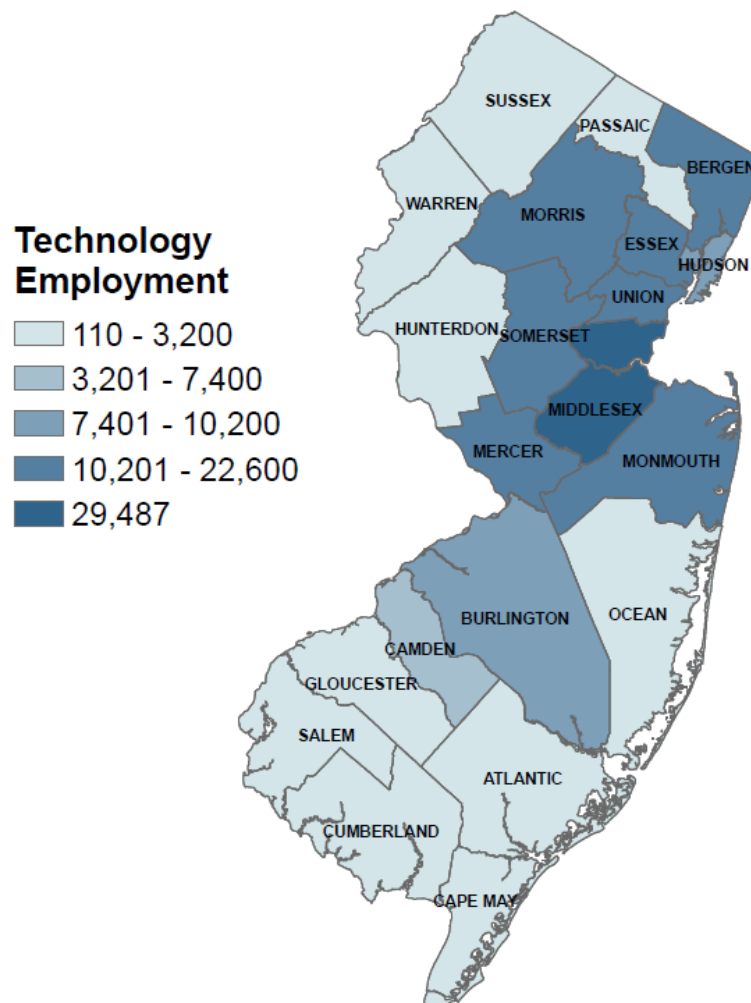 SUSSEX
PASSAIC
BERGEN
WARREN
MORRIS
ESSEX
HUDSON
Technology
Employment
UNION
110 - 3,200
HUNTERDON
SOMERSET
3,201 - 7,400
7,401 - 10,200
MIDDLESEX
10,201 - 22,600
MERCER
MONMOUTH
29,487
OCEAN
BURLINGTON
CAMDEN
GLOUCESTER
SALEM
ATLANTIC
CUMBERLAND
CAPE MAY